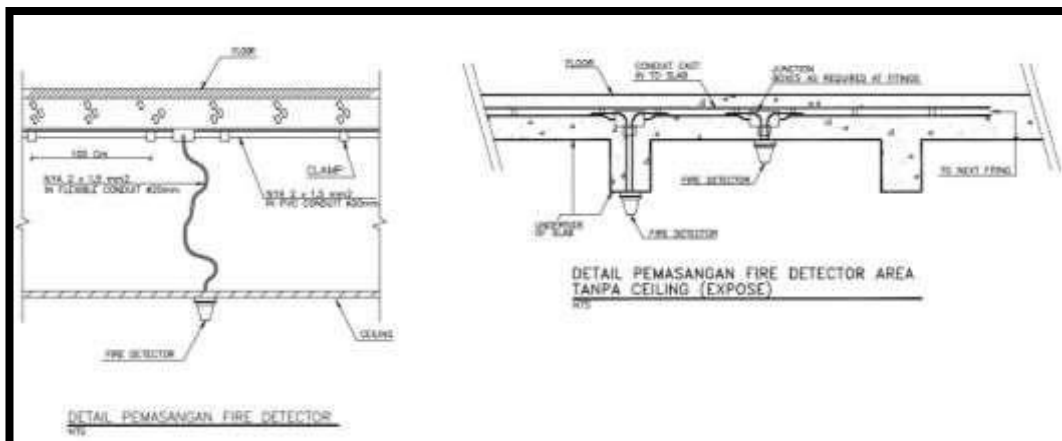 FLOOR
100 CM
CLAMP
NYA 2 x 1,5 mm2
IN FLEXIBLE CONDUIT ø20mm
NYA 2 x 1,5 mm2
IN PVC CONDUIT ø20mm
CEILING
FIRE DETECTOR
DETAIL PEMASANGAN FIRE DETECTOR
NTS
FLOOR
CONDUIT CAST
IN TO SLAB
JUNCTION
BOXES AS REQUIRED AT FITINGS
FIRE DETECTOR
TO NEXT FITING
OF SLAB
FIRE DETECTOR
DETAIL PEMASANGAN FIRE DETECTOR AREA
TANPA CEILING (EXPOSE)
NTS